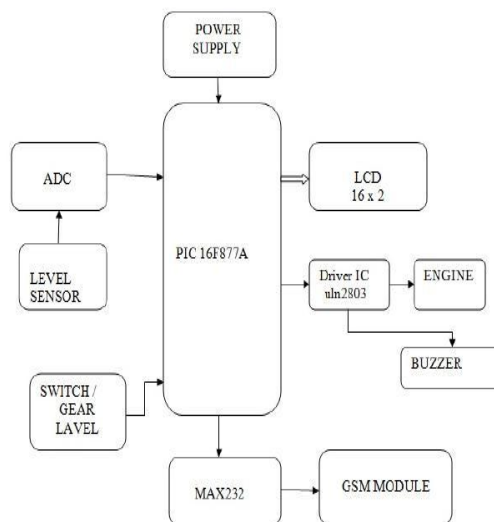 POWER
SUPPLY
ADC
LCD
16 x 2
PIC 16F877A
LEVEL
SENSOR
Driver IC
uln2803
ENGINE
BUZZER
SWITCH /
GEAR
LAVEL
MAX232
GSM MODULE